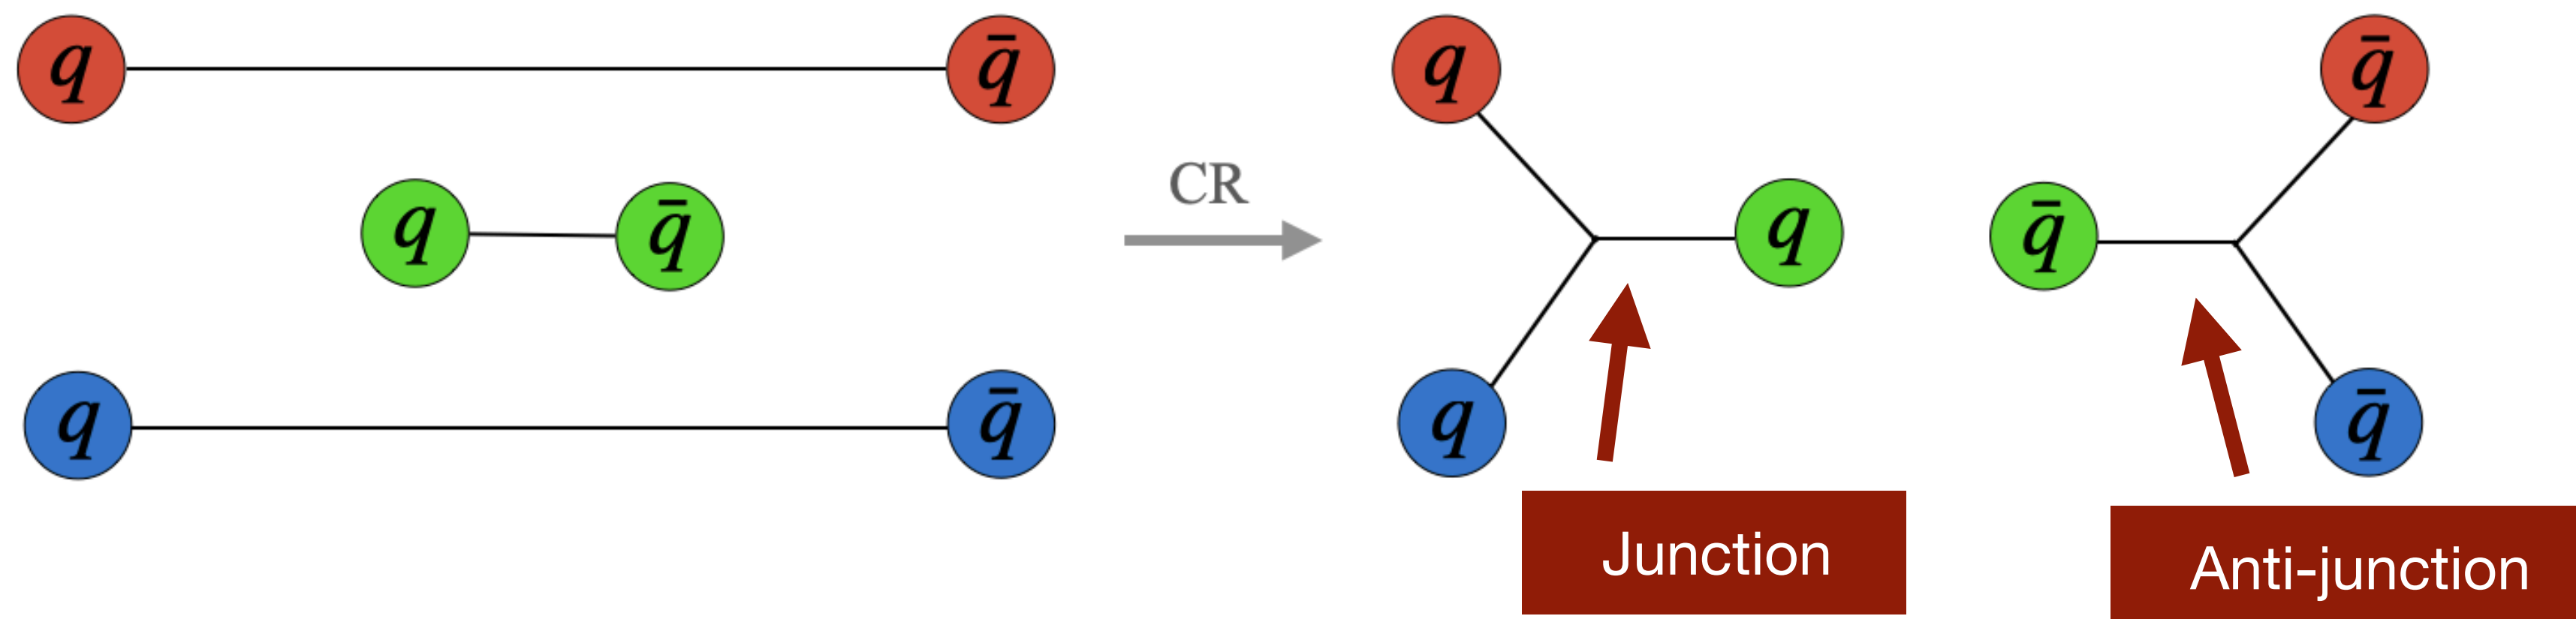 q q̄ q q̄
CR
q q̄ q q̄
q q̄ q q̄
Junction
Anti-junction